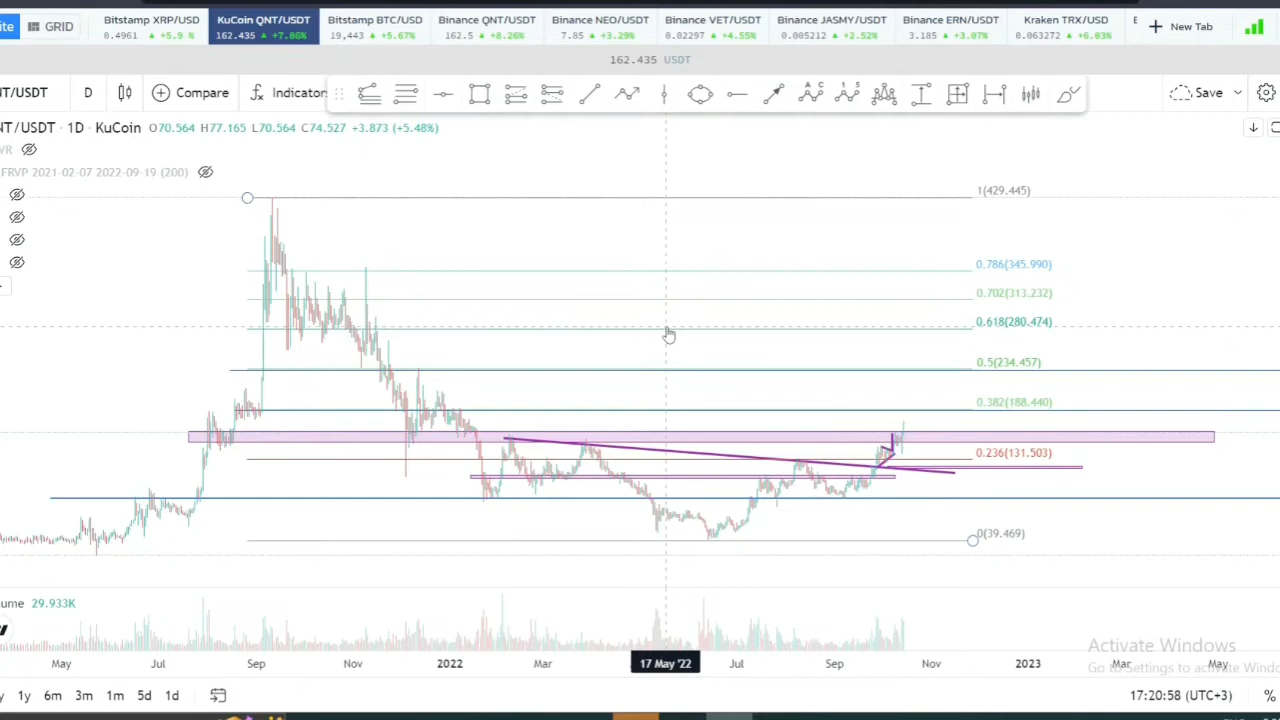 ite GRID
Bitstamp XRP/USD KuCoin QNT/USDT Bitstamp BTC/USD Binance QNT/USDT Binance NEO/USDT Binance VET/USDT Binance JASMY/USDT Binance ERN/USDT Kraken TRX/USD New Tab
0.4961 ▲ +5.9 % 162.435 ▲ +7.86% 19,443 ▲ +5.67% 162.5 ▲ +8.26% 7.85 ▲ +3.29% 0.02297 ▲ +4.55% 0.005212 ▲ +2.52% 3.185 ▲ +3.07% 0.063272 ▲ +6.03%
162.435 USDT
NT/USDT D Compare Indicator Save
NT/USDT · 1D · KuCoin O70.564 H77.165 L70.564 C74.527 +3.873 (+5.48%)
VR
FRVP 2021-02-07 2022-09-19 (200)
1(429.445)
0.786(345.990)
0.702(313.232)
0.618(280.474)
0.5(234.457)
0.382(188.440)
0.236(131.503)
0(39.469)
ume 29.933K
Activate Windows
Go to Settings to activate Windo
May Jul Sep Nov 2022 Mar 17 May '22 Jul Sep Nov 2023 Mar May
y 1y 6m 3m 1m 5d 1d 17:20:58 (UTC+3) %